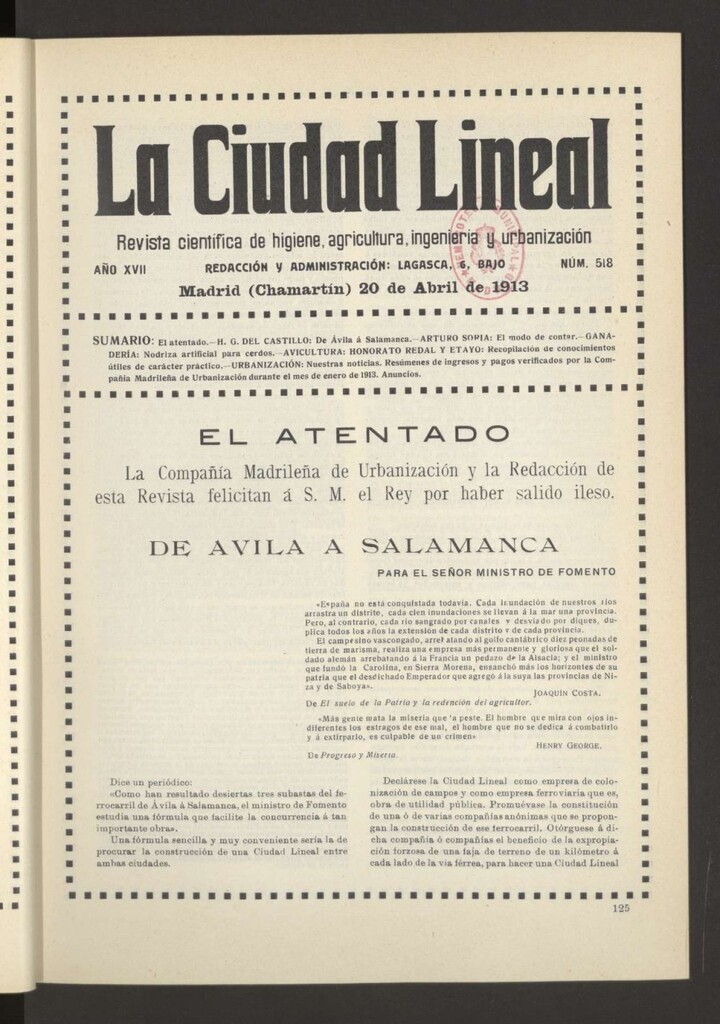 La Ciudad Lineal
Revista científica de higiene, agricultura, ingeniería y urbanización
AÑO XVII REDACCIÓN Y ADMINISTRACIÓN: LAGASCA, 6, BAJO NÚM. 518
Madrid (Chamartín) 20 de Abril de 1913
SUMARIO: El atentado.—H. G. DEL CASTILLO: De Ávila á Salamanca.—ARTURO SORIA: El modo de contar.—GANA-
DERÍA: Nodriza artificial para cerdos.—AVICULTURA: HONORATO REDAL Y ETAYO: Recopilación de conocimientos
útiles de carácter práctico.—URBANIZACIÓN: Nuestras noticias. Resúmenes de ingresos y pagos verificados por la Com-
pañía Madrileña de Urbanización durante el mes de enero de 1913. Anuncios.
EL ATENTADO
La Compañía Madrileña de Urbanización y la Redacción de
esta Revista felicitan á S. M. el Rey por haber salido ileso.
DE AVILA A SALAMANCA
PARA EL SEÑOR MINISTRO DE FOMENTO
«España no está conquistada todavía. Cada inundación de nuestros ríos
arrastra un distrito, cada cien inundaciones se llevan á la mar una provincia.
Pero, al contrario, cada río sangrado por canales y desviado por diques, du-
plica todos los años la extensión de cada distrito y de cada provincia.
El campesino vascongado, arrebatando al golfo cantábrico diez peonadas de
tierra de marisma, realiza una empresa más permanente y gloriosa que el sol-
dado alemán arrebatando á la Francia un pedazo de la Alsacia; y el ministro
que fundó la Carolina, en Sierra Morena, ensanchó más los horizontes de su
patria que el desdichado Emperador que agregó á la suya las provincias de Ni-
za y de Saboya».
JOAQUÍN COSTA.
De El suelo de la Patria y la redención del agricultor.
«Más gente mata la miseria que la peste. El hombre que mira con ojos in-
diferentes los estragos de ese mal, el hombre que no se dedica á combatirlo
y á extirparlo, es culpable de un crimen»
HENRY GEORGE.
De Progreso y Miseria.
Dice un periódico:
«Como han resultado desiertas tres subastas del fe-
rrocarril de Ávila á Salamanca, el ministro de Fomento
estudia una fórmula que facilite la concurrencia á tan
importante obra».
Una fórmula sencilla y muy conveniente sería la de
procurar la construcción de una Ciudad Lineal entre
ambas ciudades.
Declárese la Ciudad Lineal como empresa de colo-
nización de campos y como empresa ferroviaria que es,
obra de utilidad pública. Promuévase la constitución
de una ó de varias compañías anónimas que se propon-
gan la construcción de ese ferrocarril. Otórguese á di-
cha compañía ó compañías el beneficio de la expropia-
ción forzosa de una faja de terreno de un kilómetro á
cada lado de la vía férrea, para hacer una Ciudad Lineal
125